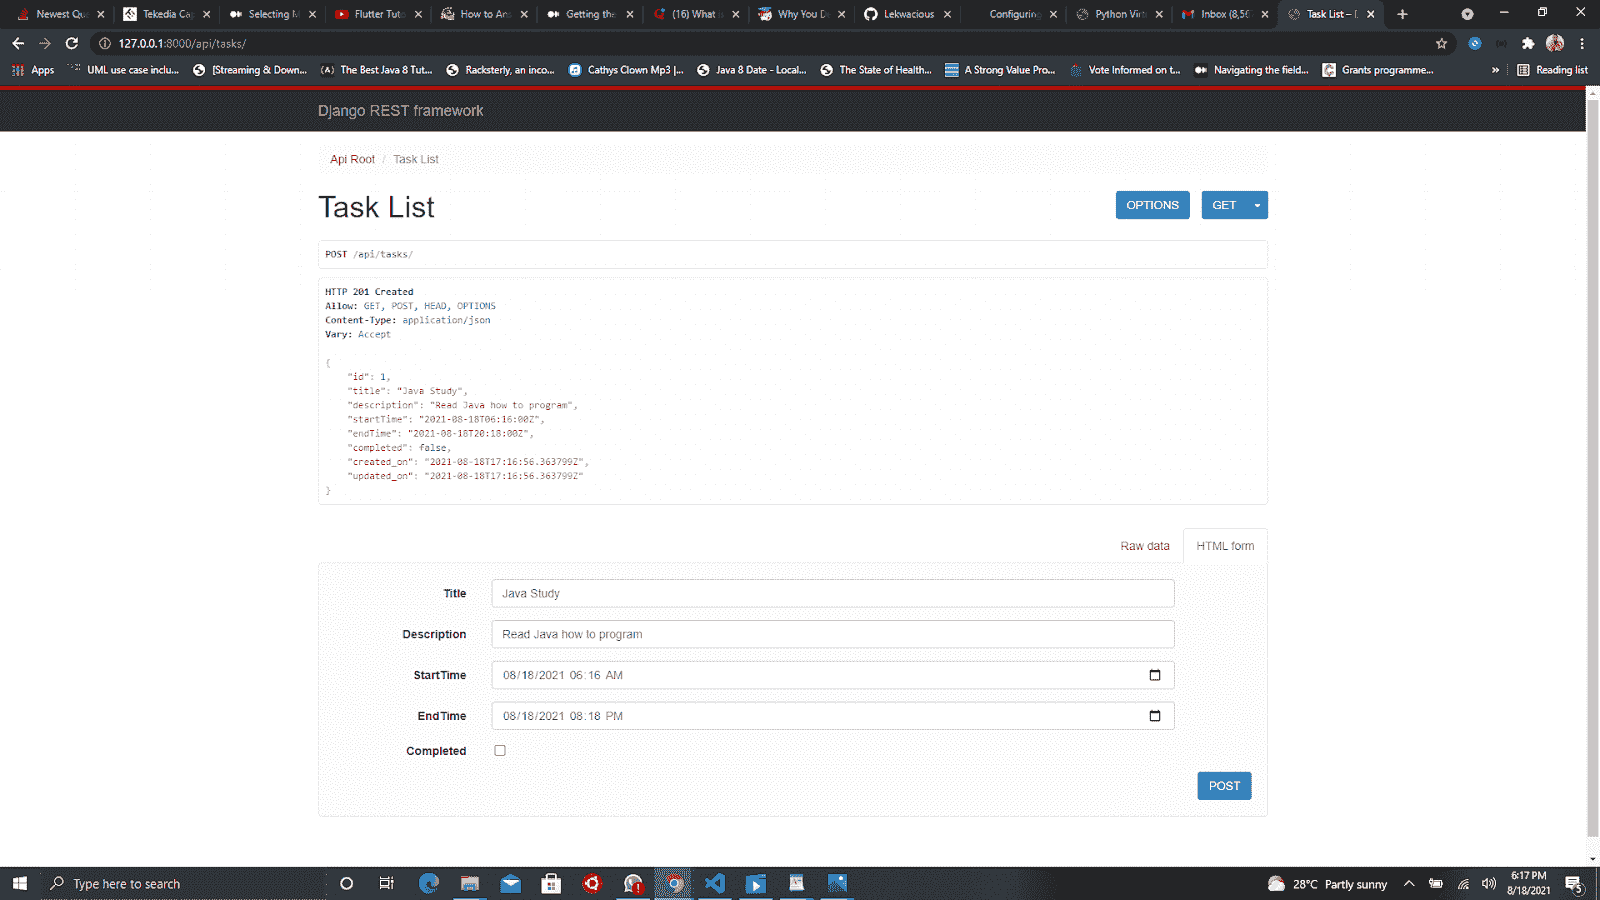 Newest Qu
Tekedia Ca
Selecting M
Flutter Tut
How to An
Getting the
(16) What i
Why You D
Lekwacious
Configuring
Python Virt
Inbox (8,56
Task List – D
127.0.0.1:8000/api/tasks/
Apps
UML use case inclu...
[Streaming & Down...
The Best Java 8 Tut...
Racksterly, an inco...
Cathys Clown Mp3 |...
Java 8 Date - Local...
The State of Health...
A Strong Value Pro...
Vote Informed on t...
Navigating the field...
Grants programme...
»
Reading list
Django REST framework
Api Root / Task List
Task List
OPTIONS
GET
POST /api/tasks/
HTTP 201 Created
Allow: GET, POST, HEAD, OPTIONS
Content-Type: application/json
Vary: Accept
{
"id": 1,
"title": "Java Study",
"description": "Read Java how to program",
"startTime": "2021-08-18T06:16:00Z",
"endTime": "2021-08-18T20:18:00Z",
"completed": false,
"created_on": "2021-08-18T17:16:56.363799Z",
"updated_on": "2021-08-18T17:16:56.363799Z"
}
Raw data
HTML form
Title
Java Study
Description
Read Java how to program
StartTime
08/18/2021 06:16 AM
EndTime
08/18/2021 08:18 PM
Completed
POST
Type here to search
28°C Partly sunny
6:17 PM
8/18/2021
5